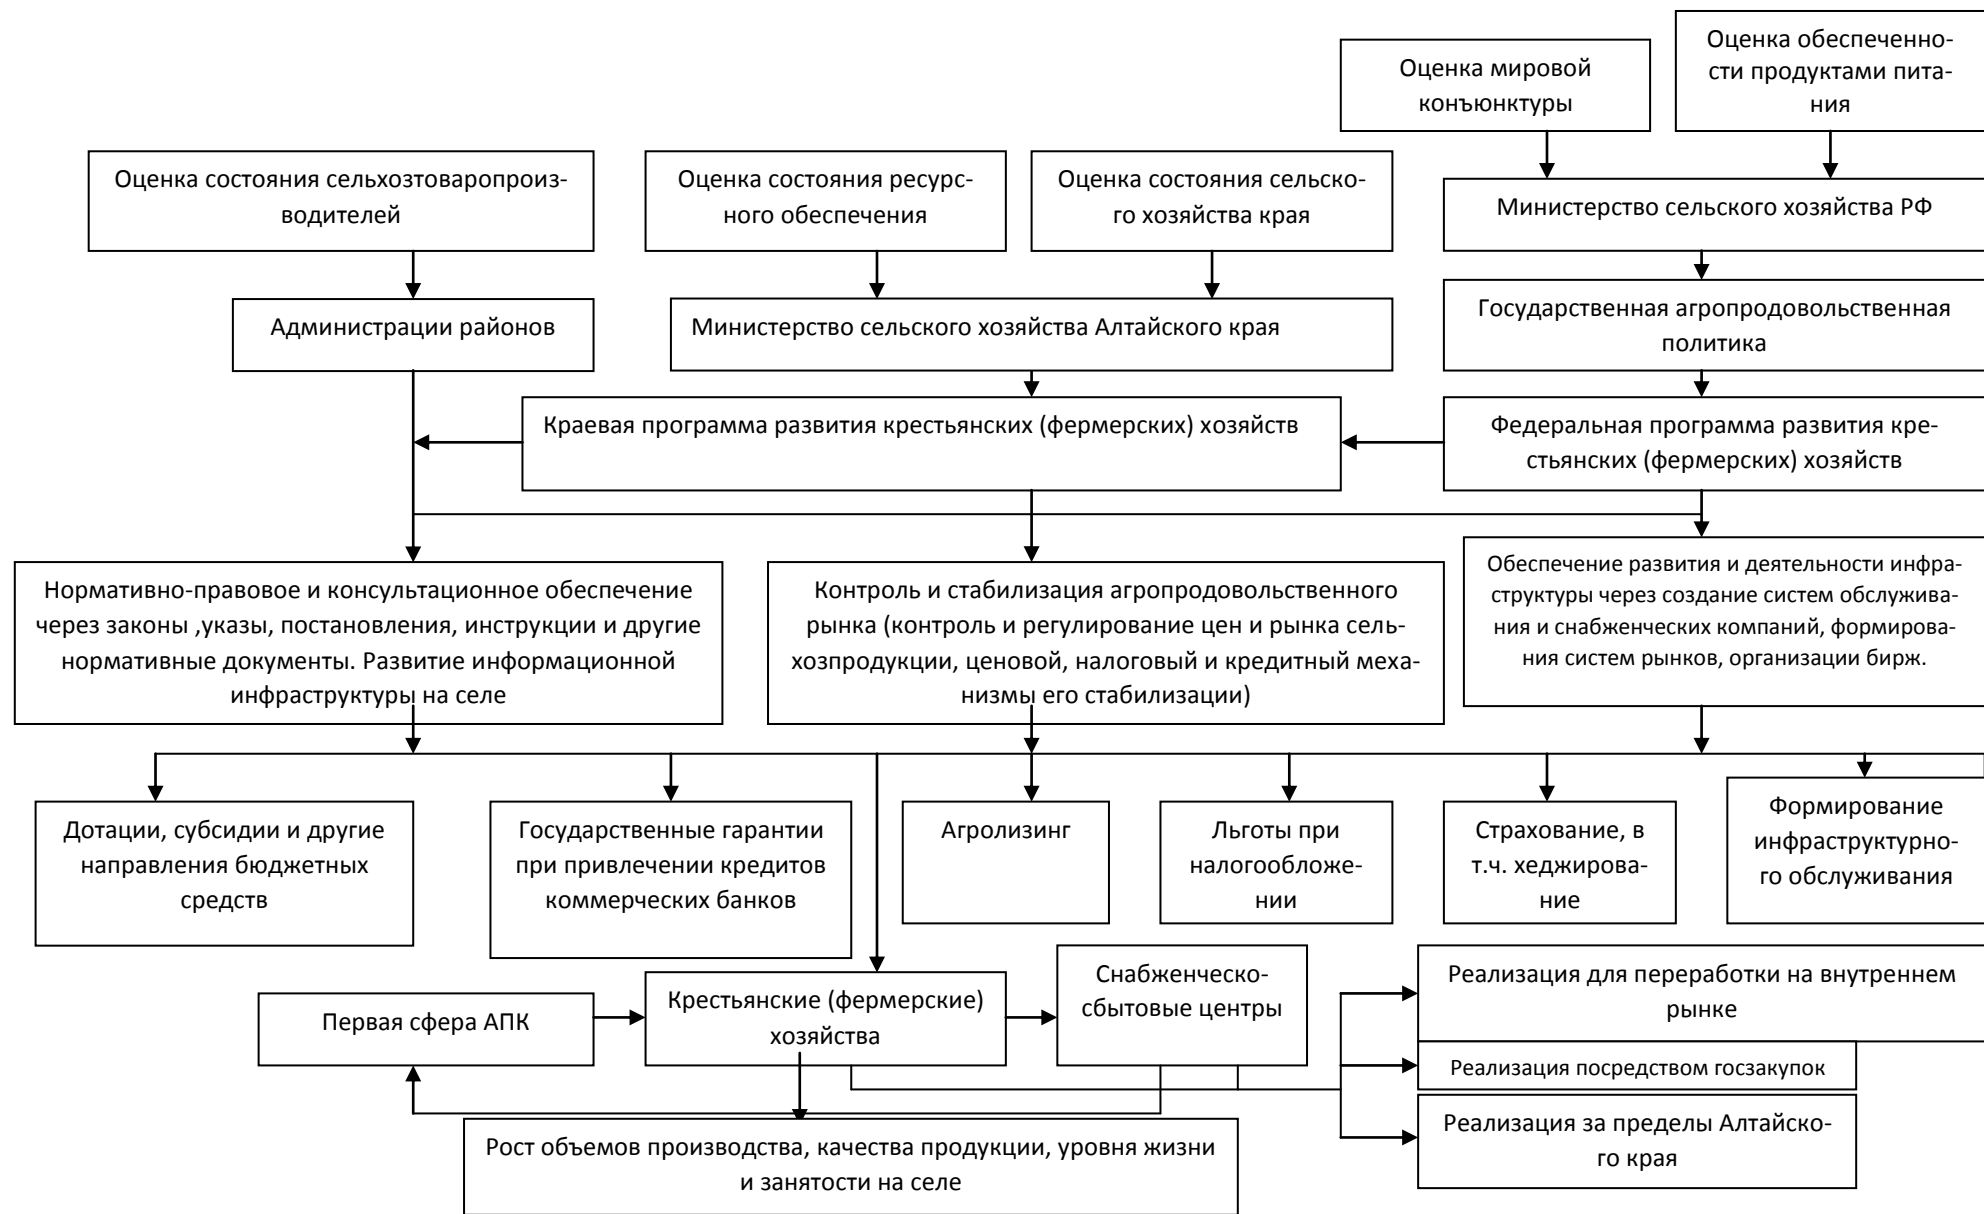 Оценка мировой
конъюнктуры
Оценка обеспеченно-
сти продуктами пита-
ния
Оценка состояния сельхозтоваропроиз-
водителей
Оценка состояния ресурс-
ного обеспечения
Оценка состояния сельско-
го хозяйства края
Министерство сельского хозяйства РФ
Администрации районов
Министерство сельского хозяйства Алтайского края
Государственная агропродовольственная
политика
Краевая программа развития крестьянских (фермерских) хозяйств
Федеральная программа развития кре-
стьянских (фермерских) хозяйств
Нормативно-правовое и консультационное обеспечение
через законы ,указы, постановления, инструкции и другие
нормативные документы. Развитие информационной
инфраструктуры на селе
Контроль и стабилизация агропродовольственного
рынка (контроль и регулирование цен и рынка сель-
хозпродукции, ценовой, налоговый и кредитный меха-
низмы его стабилизации)
Обеспечение развития и деятельности инфра-
структуры через создание систем обслужива-
ния и снабженческих компаний, формирова-
ния систем рынков, организации бирж.
Дотации, субсидии и другие
направления бюджетных
средств
Государственные гарантии
при привлечении кредитов
коммерческих банков
Агролизинг
Льготы при
налогообложе-
нии
Страхование, в
т.ч. хеджирова-
ние
Формирование
инфраструктурно-
го обслуживания
Первая сфера АПК
Крестьянские (фермерские)
хозяйства
Снабженческо-
сбытовые центры
Реализация для переработки на внутреннем
рынке
Реализация посредством госзакупок
Реализация за пределы Алтайско-
го края
Рост объемов производства, качества продукции, уровня жизни
и занятости на селе